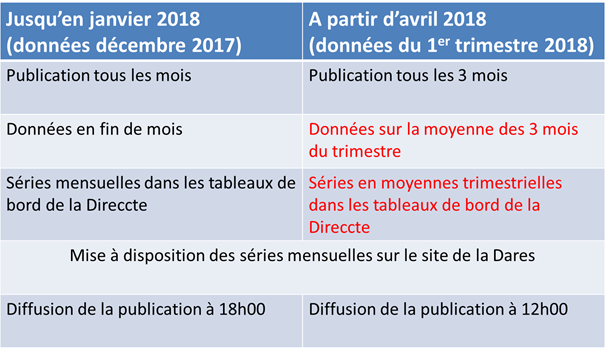 Jusqu'en janvier 2018
(données décembre 2017)
A partir d'avril 2018
(données du 1er trimestre 2018)
Publication tous les mois
Publication tous les 3 mois
Données en fin de mois
Données sur la moyenne des 3 mois
du trimestre
Séries mensuelles dans les tableaux de
bord de la Direccte
Séries en moyennes trimestrielles
dans les tableaux de bord de la
Direccte
Mise à disposition des séries mensuelles sur le site de la Dares
Diffusion de la publication à 18h00
Diffusion de la publication à 12h00